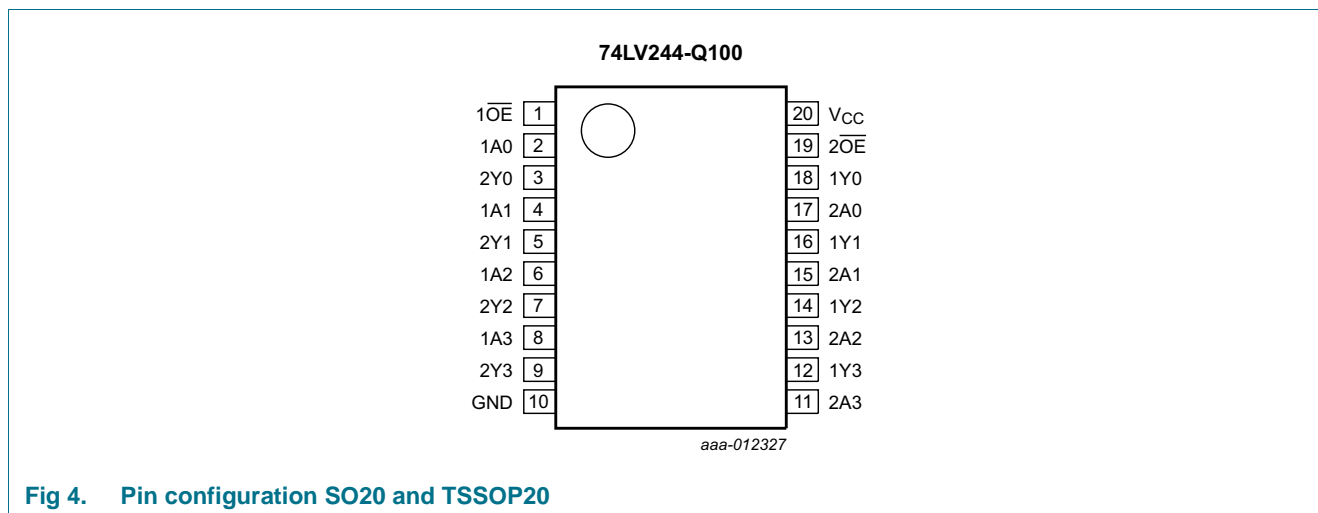 74LV244-Q100
1O̅E̅ 1
1A0 2
2Y0 3
1A1 4
2Y1 5
1A2 6
2Y2 7
1A3 8
2Y3 9
GND 10
20 VCC
19 2O̅E̅
18 1Y0
17 2A0
16 1Y1
15 2A1
14 1Y2
13 2A2
12 1Y3
11 2A3
aaa-012327
Fig 4. Pin configuration SO20 and TSSOP20